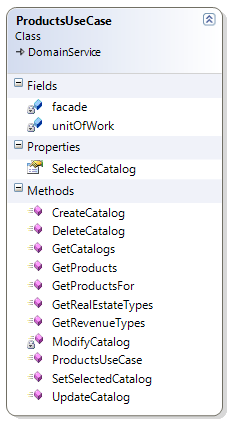 ProductsUseCase
Class
DomainService
Fields
facade
unitOfWork
Properties
SelectedCatalog
Methods
CreateCatalog
DeleteCatalog
GetCatalogs
GetProducts
GetProductsFor
GetRealEstateTypes
GetRevenueTypes
ModifyCatalog
ProductsUseCase
SetSelectedCatalog
UpdateCatalog